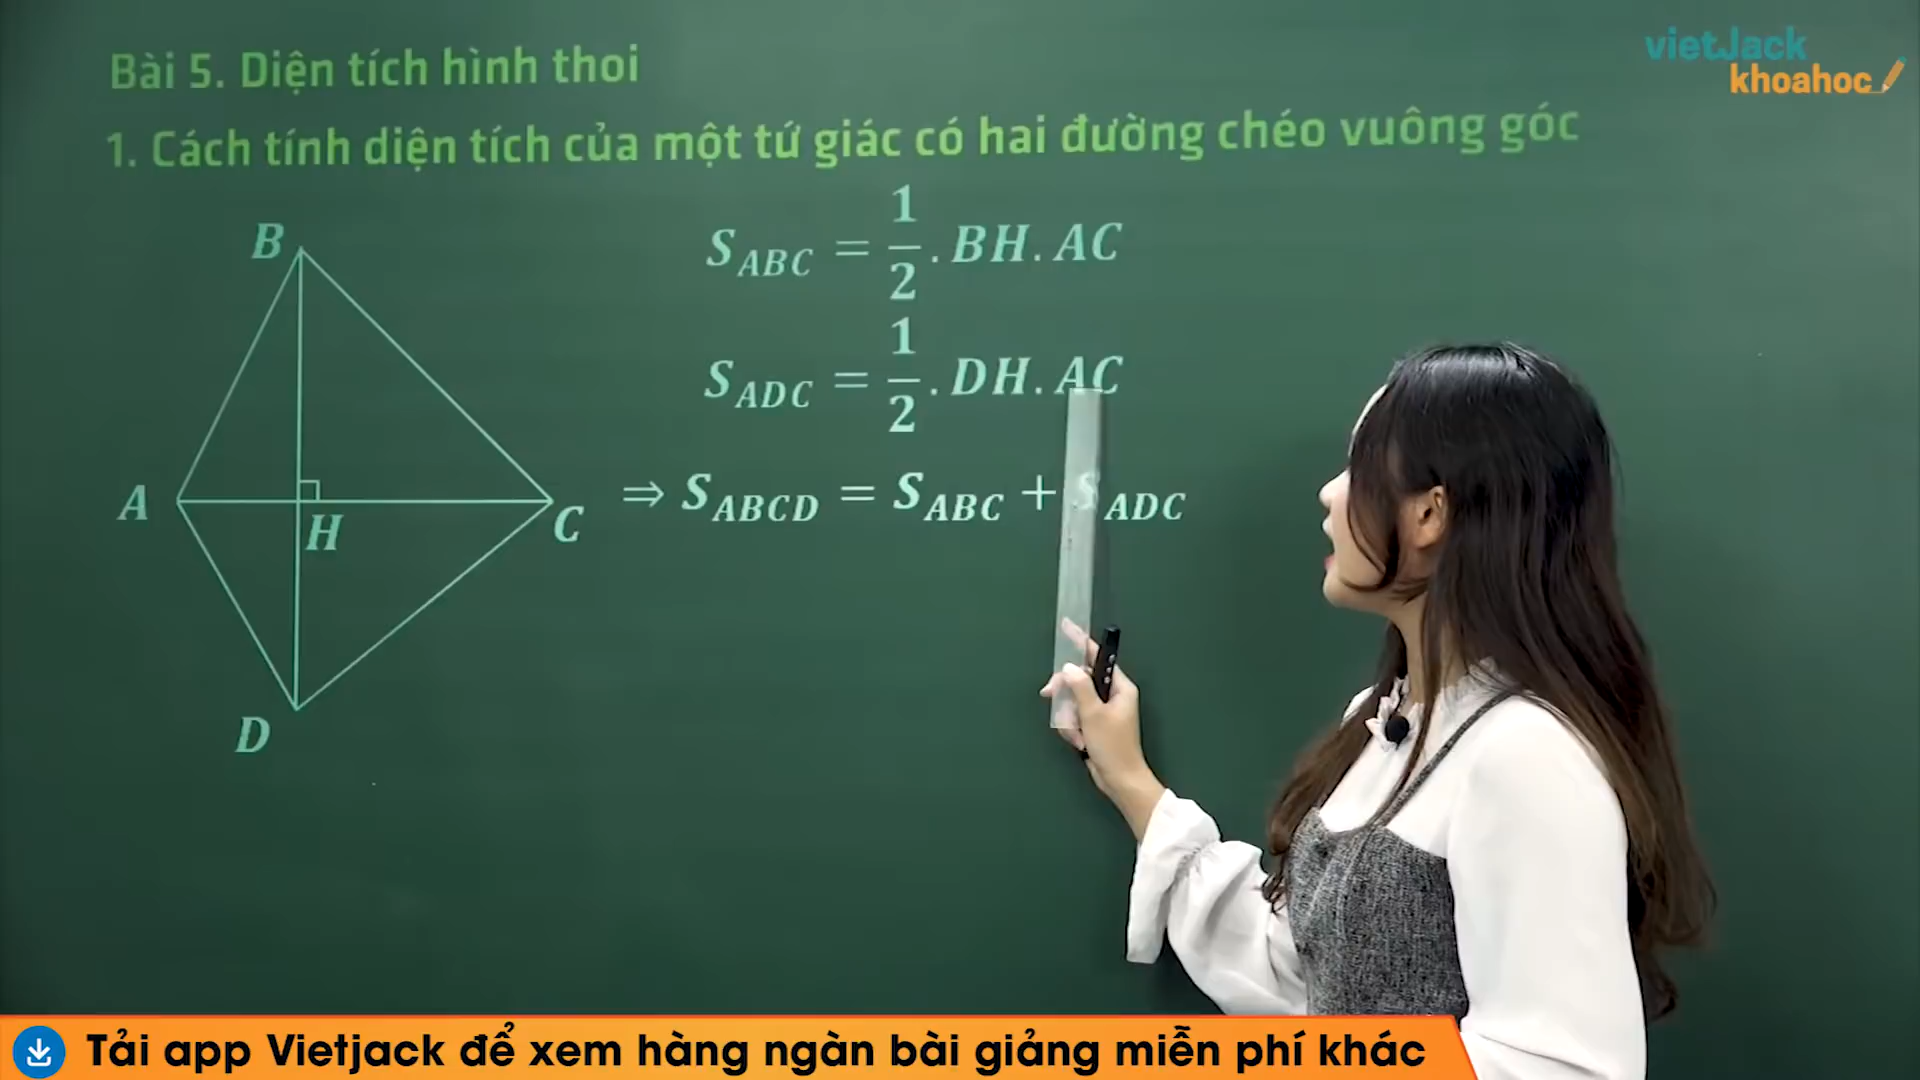 vietJack
khoahoc
Bài 5. Diện tích hình thoi
1. Cách tính diện tích của một tứ giác có hai đường chéo vuông góc
B
A
H
C
D
S_ABC = 1/2 . BH. AC
S_ADC = 1/2 . DH. AC
⇒ S_ABCD = S_ABC + S_ADC
Tải app Vietjack để xem hàng ngàn bài giảng miễn phí khác